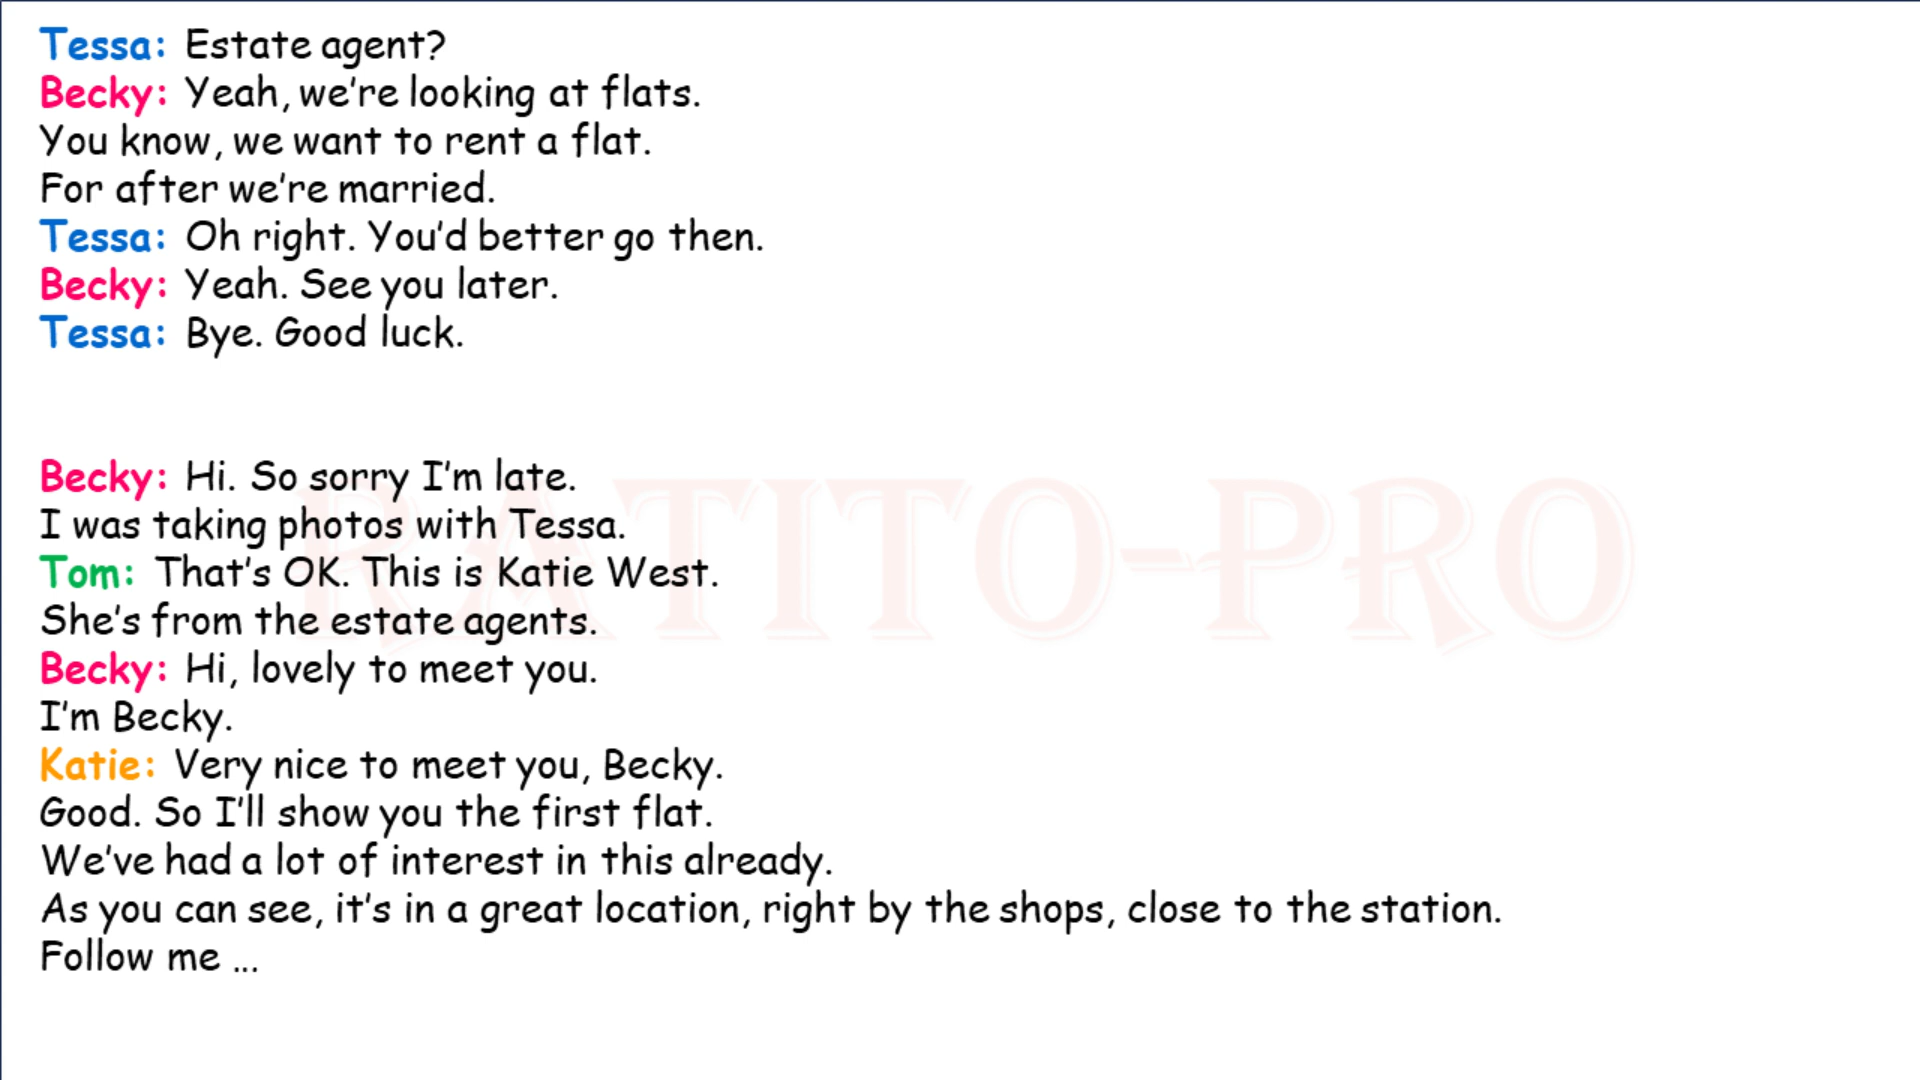 Tessa: Estate agent?
Becky: Yeah, we're looking at flats.
You know, we want to rent a flat.
For after we're married.
Tessa: Oh right. You'd better go then.
Becky: Yeah. See you later.
Tessa: Bye. Good luck.
Becky: Hi. So sorry I'm late.
I was taking photos with Tessa.
Tom: That's OK. This is Katie West.
She's from the estate agents.
Becky: Hi, lovely to meet you.
I'm Becky.
Katie: Very nice to meet you, Becky.
Good. So I'll show you the first flat.
We've had a lot of interest in this already.
As you can see, it's in a great location, right by the shops, close to the station.
Follow me ...
RATITO-PRO